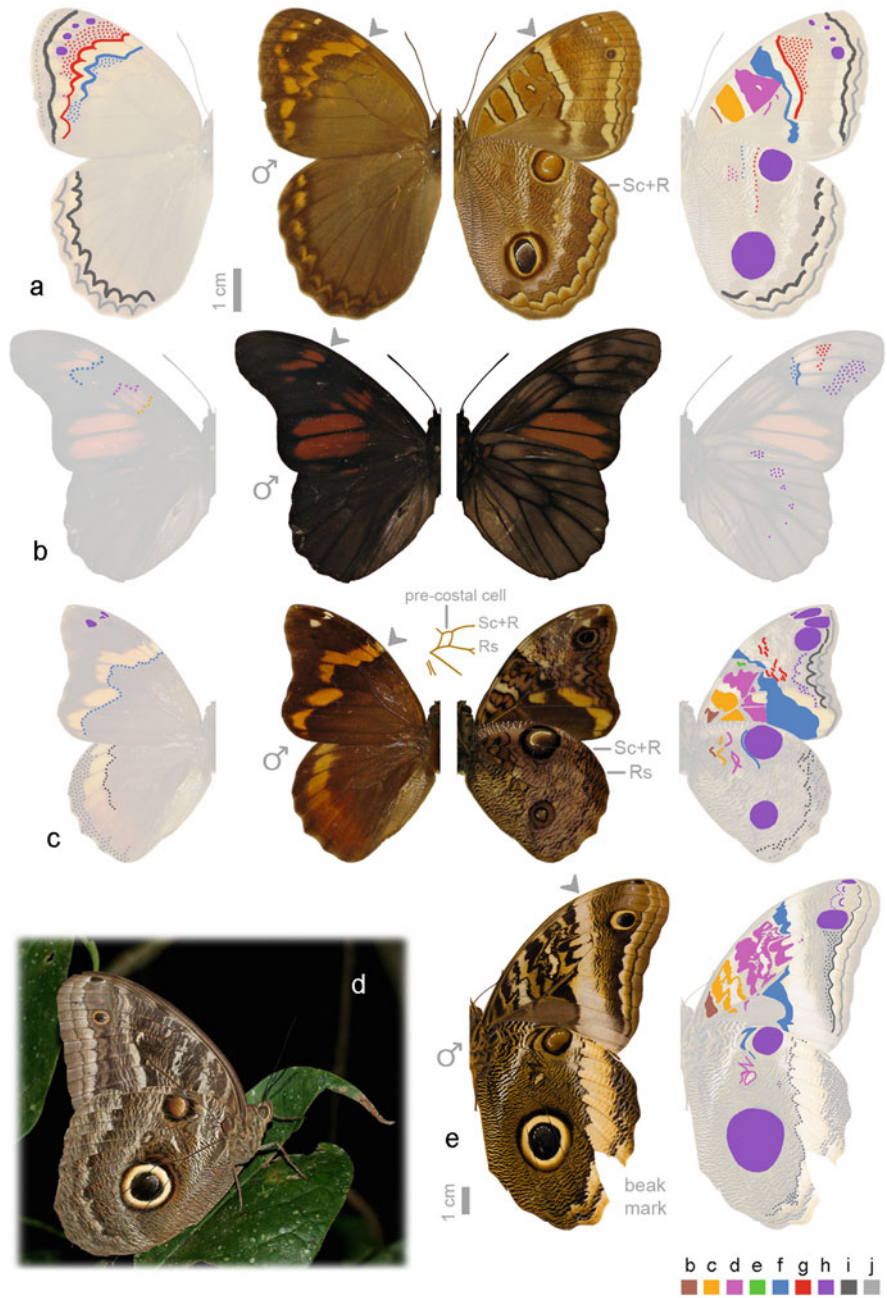 Sc+R
a
1 cm
b
pre-costal cell
Sc+R
Rs
Sc+R
Rs
c
d
e
1 cm
beak
mark
b c d e f g h i j